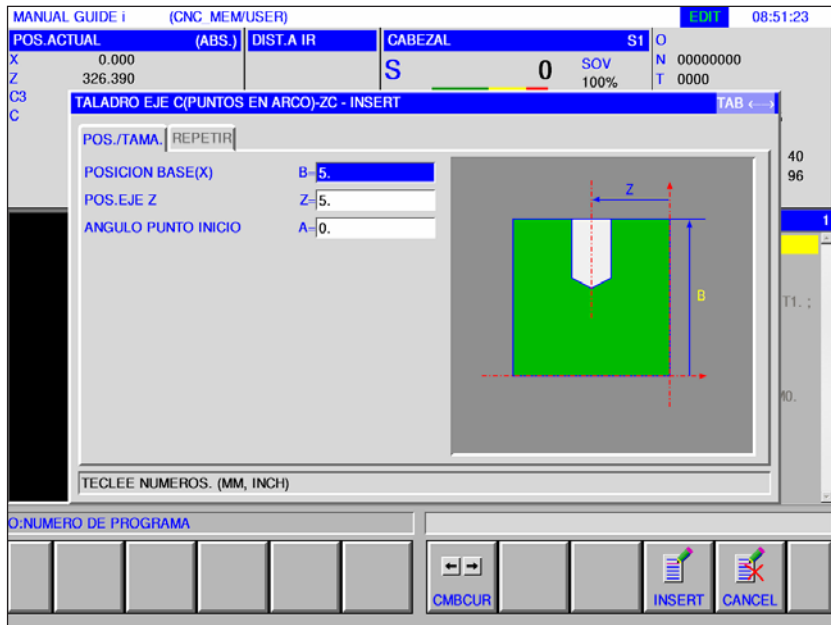 MANUAL GUIDE i (CNC_MEM/USER) EDIT 08:51:23
POS.ACTUAL (ABS.) DIST.A IR CABEZAL S1 O
X 0.000 N 00000000
Z 326.390 S 0 SOV 100% T 0000
C3
C
TALADRO EJE C(PUNTOS EN ARCO)-ZC - INSERT TAB ←→
POS./TAMA. REPETIR
POSICION BASE(X) B=5.
POS.EJE Z Z=5.
ANGULO PUNTO INICIO A=0.
Z
B
40
96
1
T1. ;
M0.
TECLEE NUMEROS. (MM, INCH)
O:NUMERO DE PROGRAMA
CMBCUR INSERT CANCEL